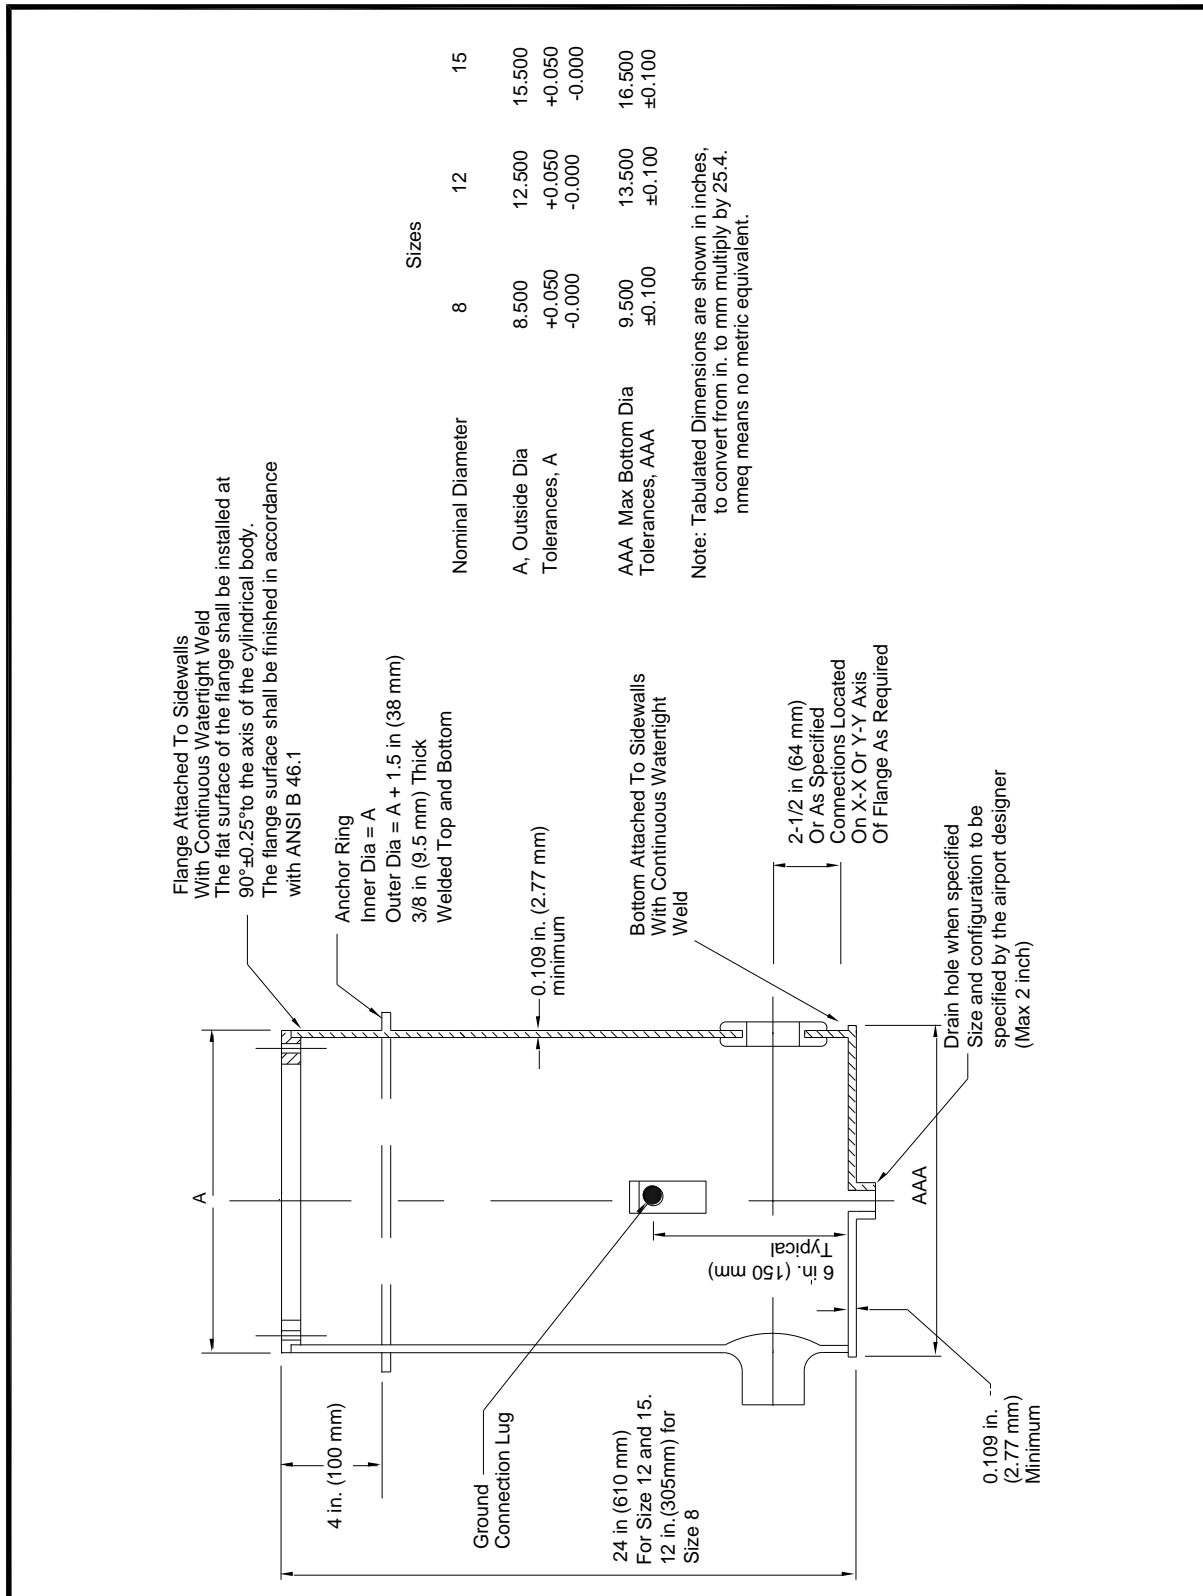 Flange Attached To Sidewalls
With Continuous Watertight Weld
The flat surface of the flange shall be installed at
90°±0.25°to the axis of the cylindrical body.
The flange surface shall be finished in accordance
with ANSI B 46.1
Anchor Ring
Inner Dia = A
Outer Dia = A + 1.5 in (38 mm)
3/8 in (9.5 mm) Thick
Welded Top and Bottom
A
4 in. (100 mm)
0.109 in. (2.77 mm)
minimum
Ground
Connection Lug
24 in (610 mm)
For Size 12 and 15.
12 in.(305mm) for
Size 8
6 in. (150 mm)
Typical
Bottom Attached To Sidewalls
With Continuous Watertight
Weld
2-1/2 in (64 mm)
Or As Specified
Connections Located
On X-X Or Y-Y Axis
Of Flange As Required
AAA
0.109 in.
(2.77 mm)
Minimum
Drain hole when specified
Size and configuration to be
specified by the airport designer
(Max 2 inch)
Sizes
Nominal Diameter 8 12 15
A, Outside Dia 8.500 12.500 15.500
Tolerances, A +0.050 +0.050 +0.050
-0.000 -0.000 -0.000
AAA Max Bottom Dia 9.500 13.500 16.500
Tolerances, AAA ±0.100 ±0.100 ±0.100
Note: Tabulated Dimensions are shown in inches,
to convert from in. to mm multiply by 25.4.
nmeq means no metric equivalent.